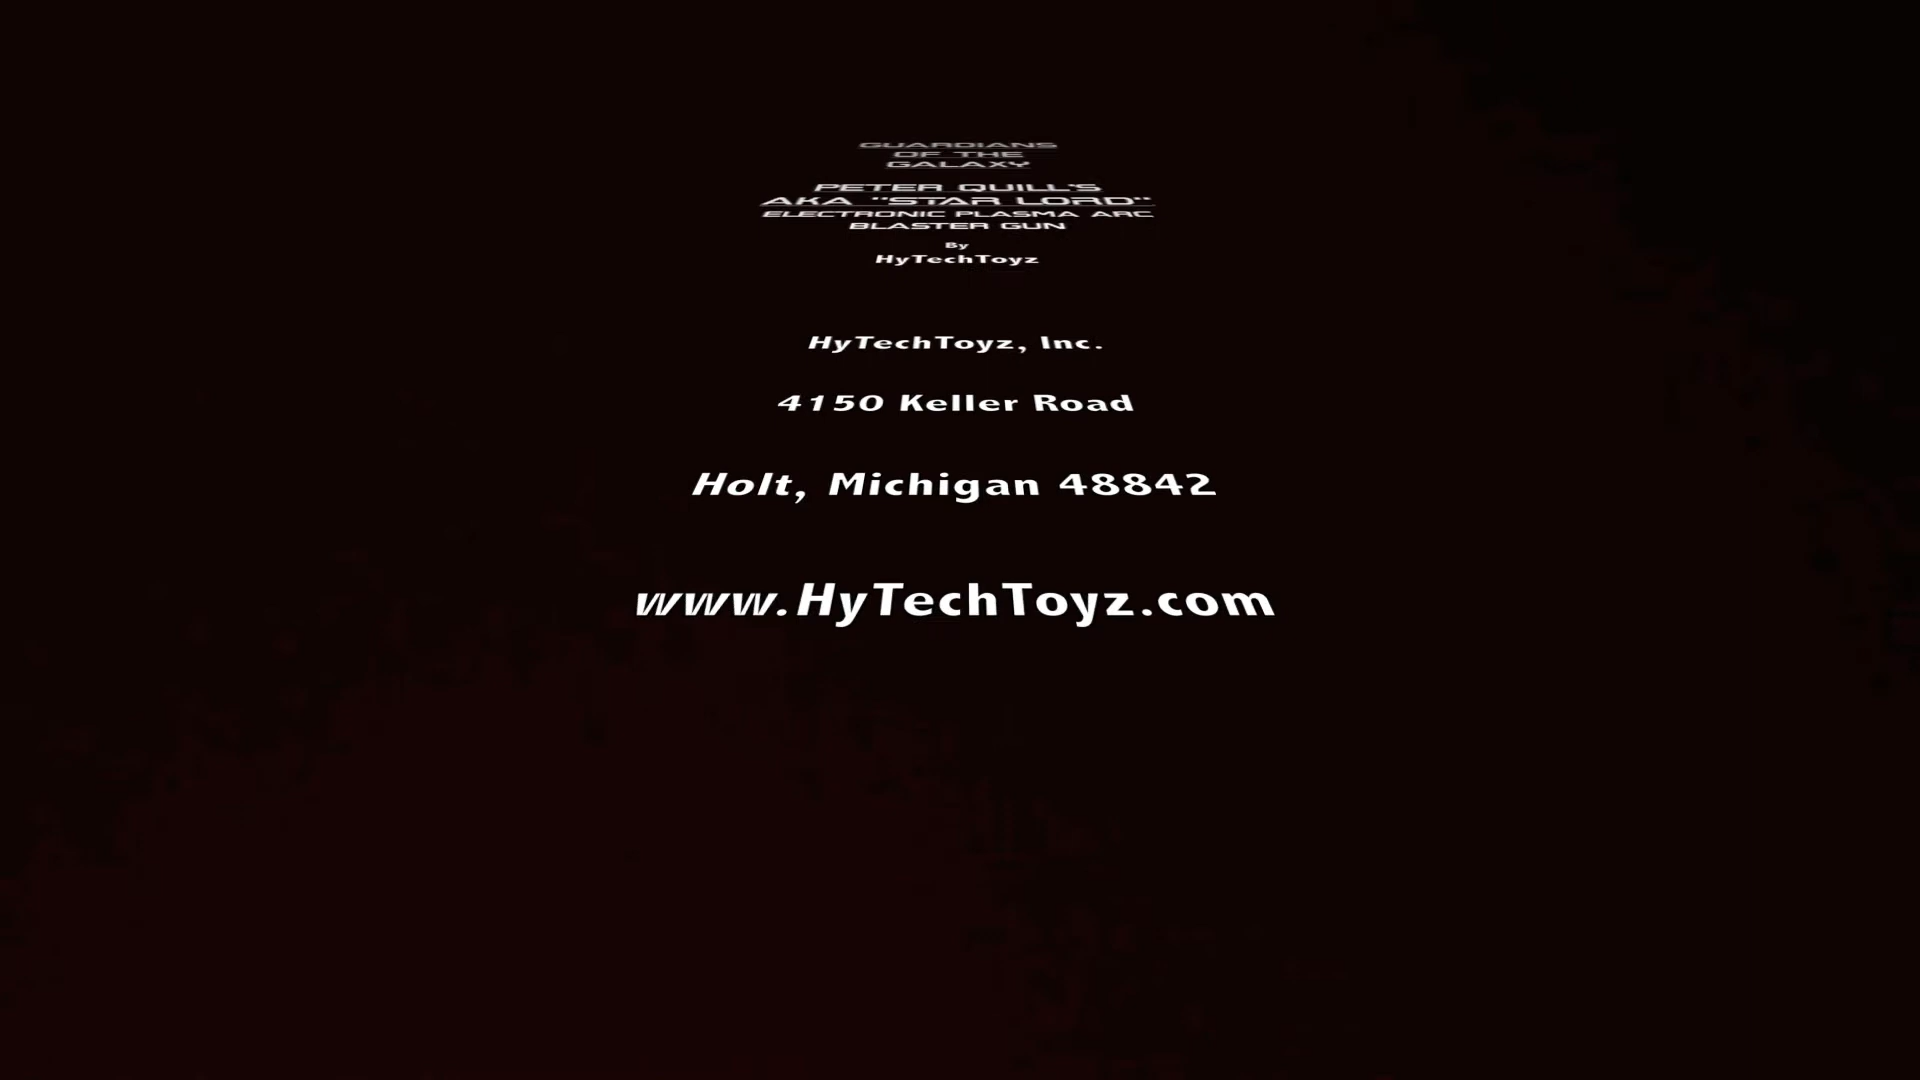 GUARDIANS
OF THE
GALAXY
PETER QUILL'S
AKA "STAR LORD"
ELECTRONIC PLASMA ARC
BLASTER GUN
By
HyTechToyz
HyTechToyz, Inc.
4150 Keller Road
Holt, Michigan 48842
www.HyTechToyz.com